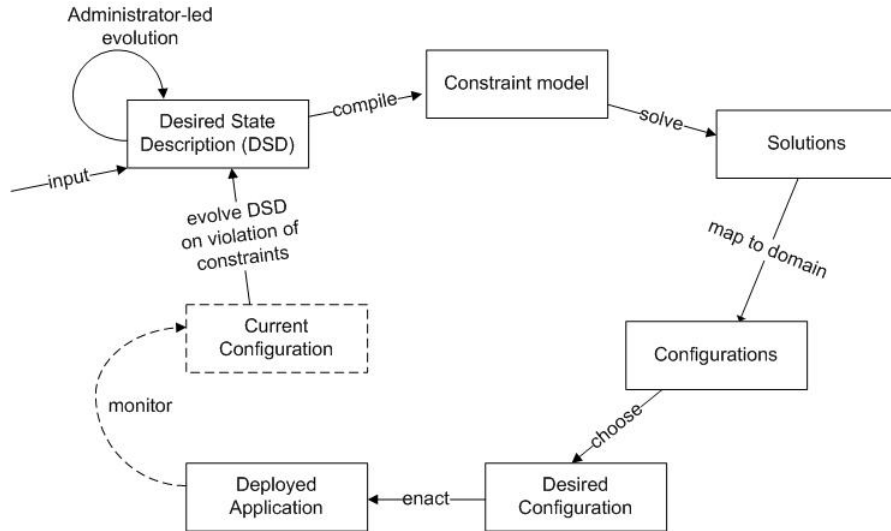 Administrator-led
evolution
Desired State
Description (DSD)
compile
Constraint model
solve
Solutions
input
evolve DSD
on violation of
constraints
map to domain
Current
Configuration
Configurations
monitor
choose
Deployed
Application
enact
Desired
Configuration